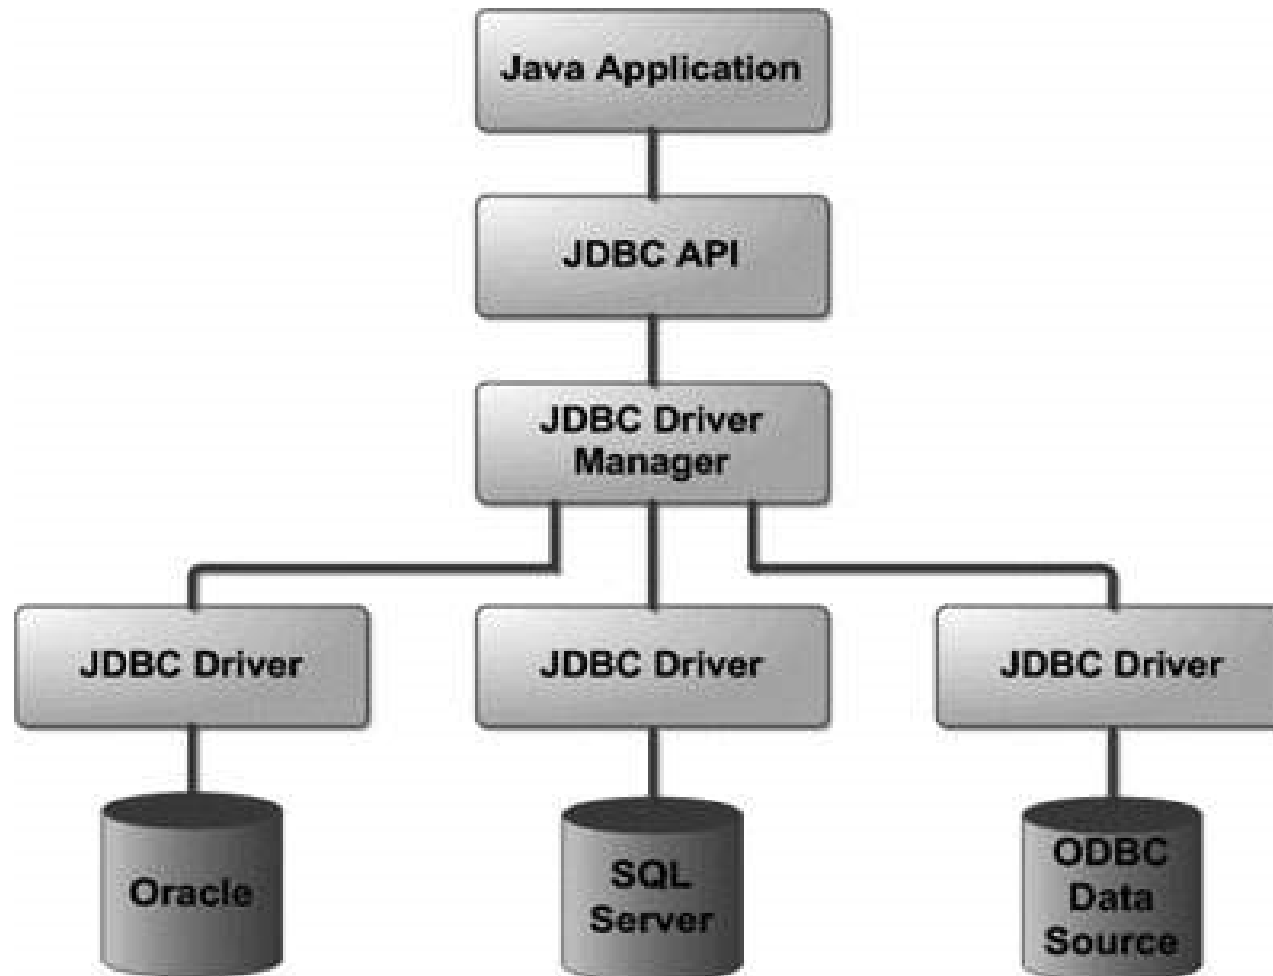 Java Application
JDBC API
JDBC Driver
Manager
JDBC Driver
JDBC Driver
JDBC Driver
Oracle
SQL
Server
ODBC
Data
Source